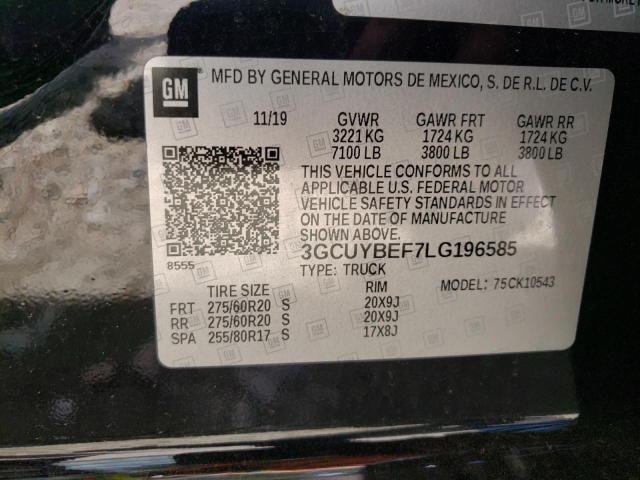 GM
MFD BY GENERAL MOTORS DE MEXICO, S. DE R.L. DE C.V.
11/19 GVWR GAWR FRT GAWR RR
3221 KG 1724 KG 1724 KG
7100 LB 3800 LB 3800 LB
THIS VEHICLE CONFORMS TO ALL
APPLICABLE U.S. FEDERAL MOTOR
VEHICLE SAFETY STANDARDS IN EFFECT
ON THE DATE OF MANUFACTURE
SHOWN ABOVE.
8555 3GCUYBEF7LG196585
TYPE: TRUCK MODEL: 75CK10543
TIRE SIZE RIM
FRT 275/60R20 S 20X9J
RR 275/60R20 S 20X9J
SPA 255/80R17 S 17X8J